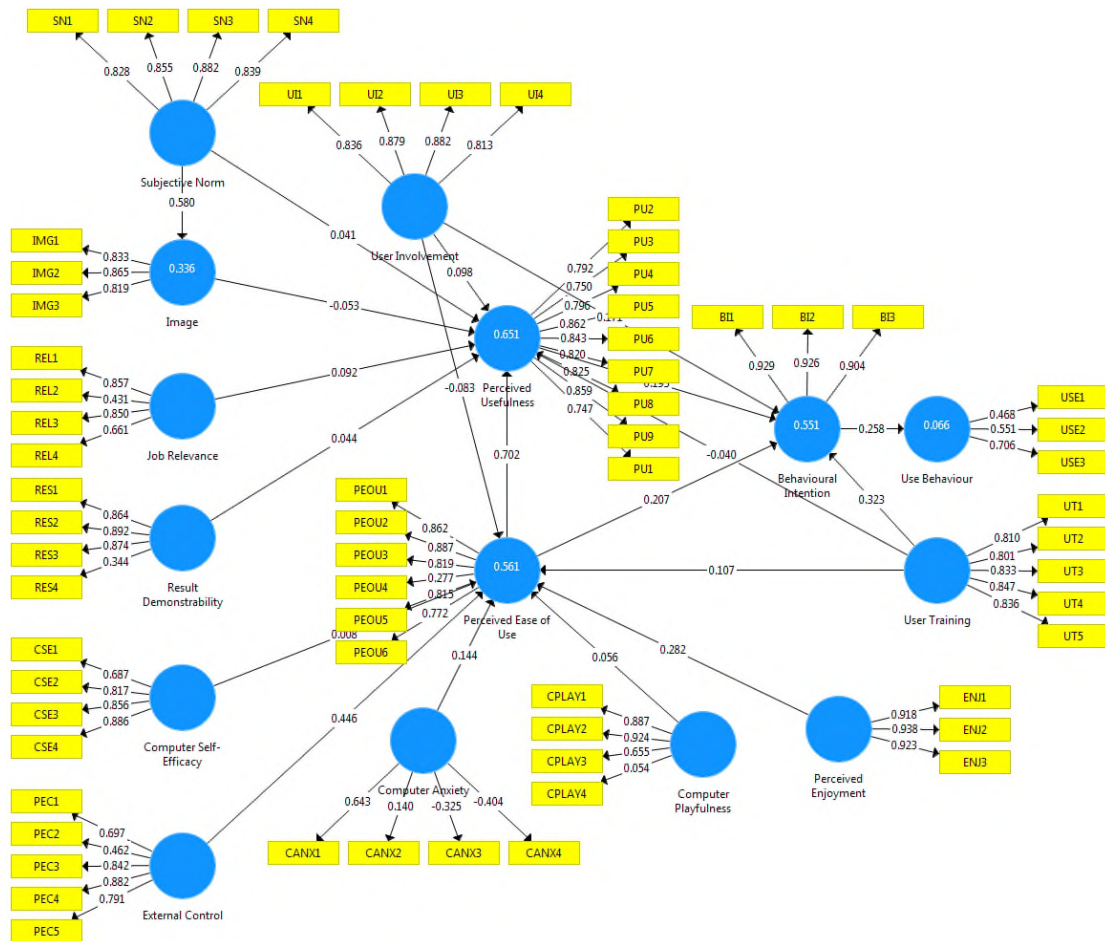 SN1 SN2 SN3 SN4
0.828 0.855 0.882 0.839
Subjective Norm
0.580
UI1 UI2 UI3 UI4
0.836 0.879 0.882 0.813
User Involvement
0.041
0.098
-0.083
IMG1
IMG2
IMG3
0.833
0.865
0.819
0.336
Image
-0.053
REL1
REL2
REL3
REL4
0.857
0.431
0.850
0.661
Job Relevance
0.092
RES1
RES2
RES3
RES4
0.864
0.892
0.874
0.344
Result
Demonstrability
0.044
PU2
PU3
PU4
PU5
PU6
PU7
PU8
PU9
PU1
0.792
0.750
0.796
0.862
0.843
0.820
0.825
0.859
0.747
0.651
Perceived
Usefulness
0.702
BI1 BI2 BI3
0.929 0.926 0.904
0.551
Behavioural
Intention
0.258
0.066
Use Behaviour
0.468
0.551
0.706
USE1
USE2
USE3
-0.040
0.207
0.323
PEOU1
PEOU2
PEOU3
PEOU4
PEOU5
PEOU6
0.862
0.887
0.819
0.277
0.815
0.772
0.561
Perceived Ease of
Use
0.107
User Training
0.810
0.801
0.833
0.847
0.836
UT1
UT2
UT3
UT4
UT5
CSE1
CSE2
CSE3
CSE4
0.687
0.817
0.856
0.886
Computer Self-
Efficacy
0.008
PEC1
PEC2
PEC3
PEC4
PEC5
0.697
0.462
0.842
0.882
0.791
External Control
0.446
0.144
Computer Anxiety
0.643 0.140 -0.325 -0.404
CANX1 CANX2 CANX3 CANX4
0.056
CPLAY1
CPLAY2
CPLAY3
CPLAY4
0.887
0.924
0.655
0.054
Computer
Playfulness
0.282
Perceived
Enjoyment
0.918
0.938
0.923
ENJ1
ENJ2
ENJ3